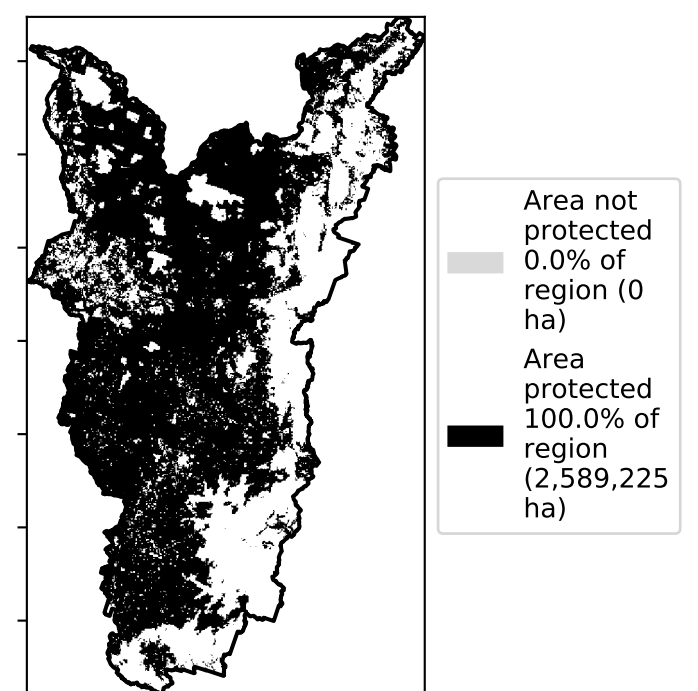 Area not
protected
0.0% of
region (0
ha)
Area
protected
100.0% of
region
(2,589,225
ha)